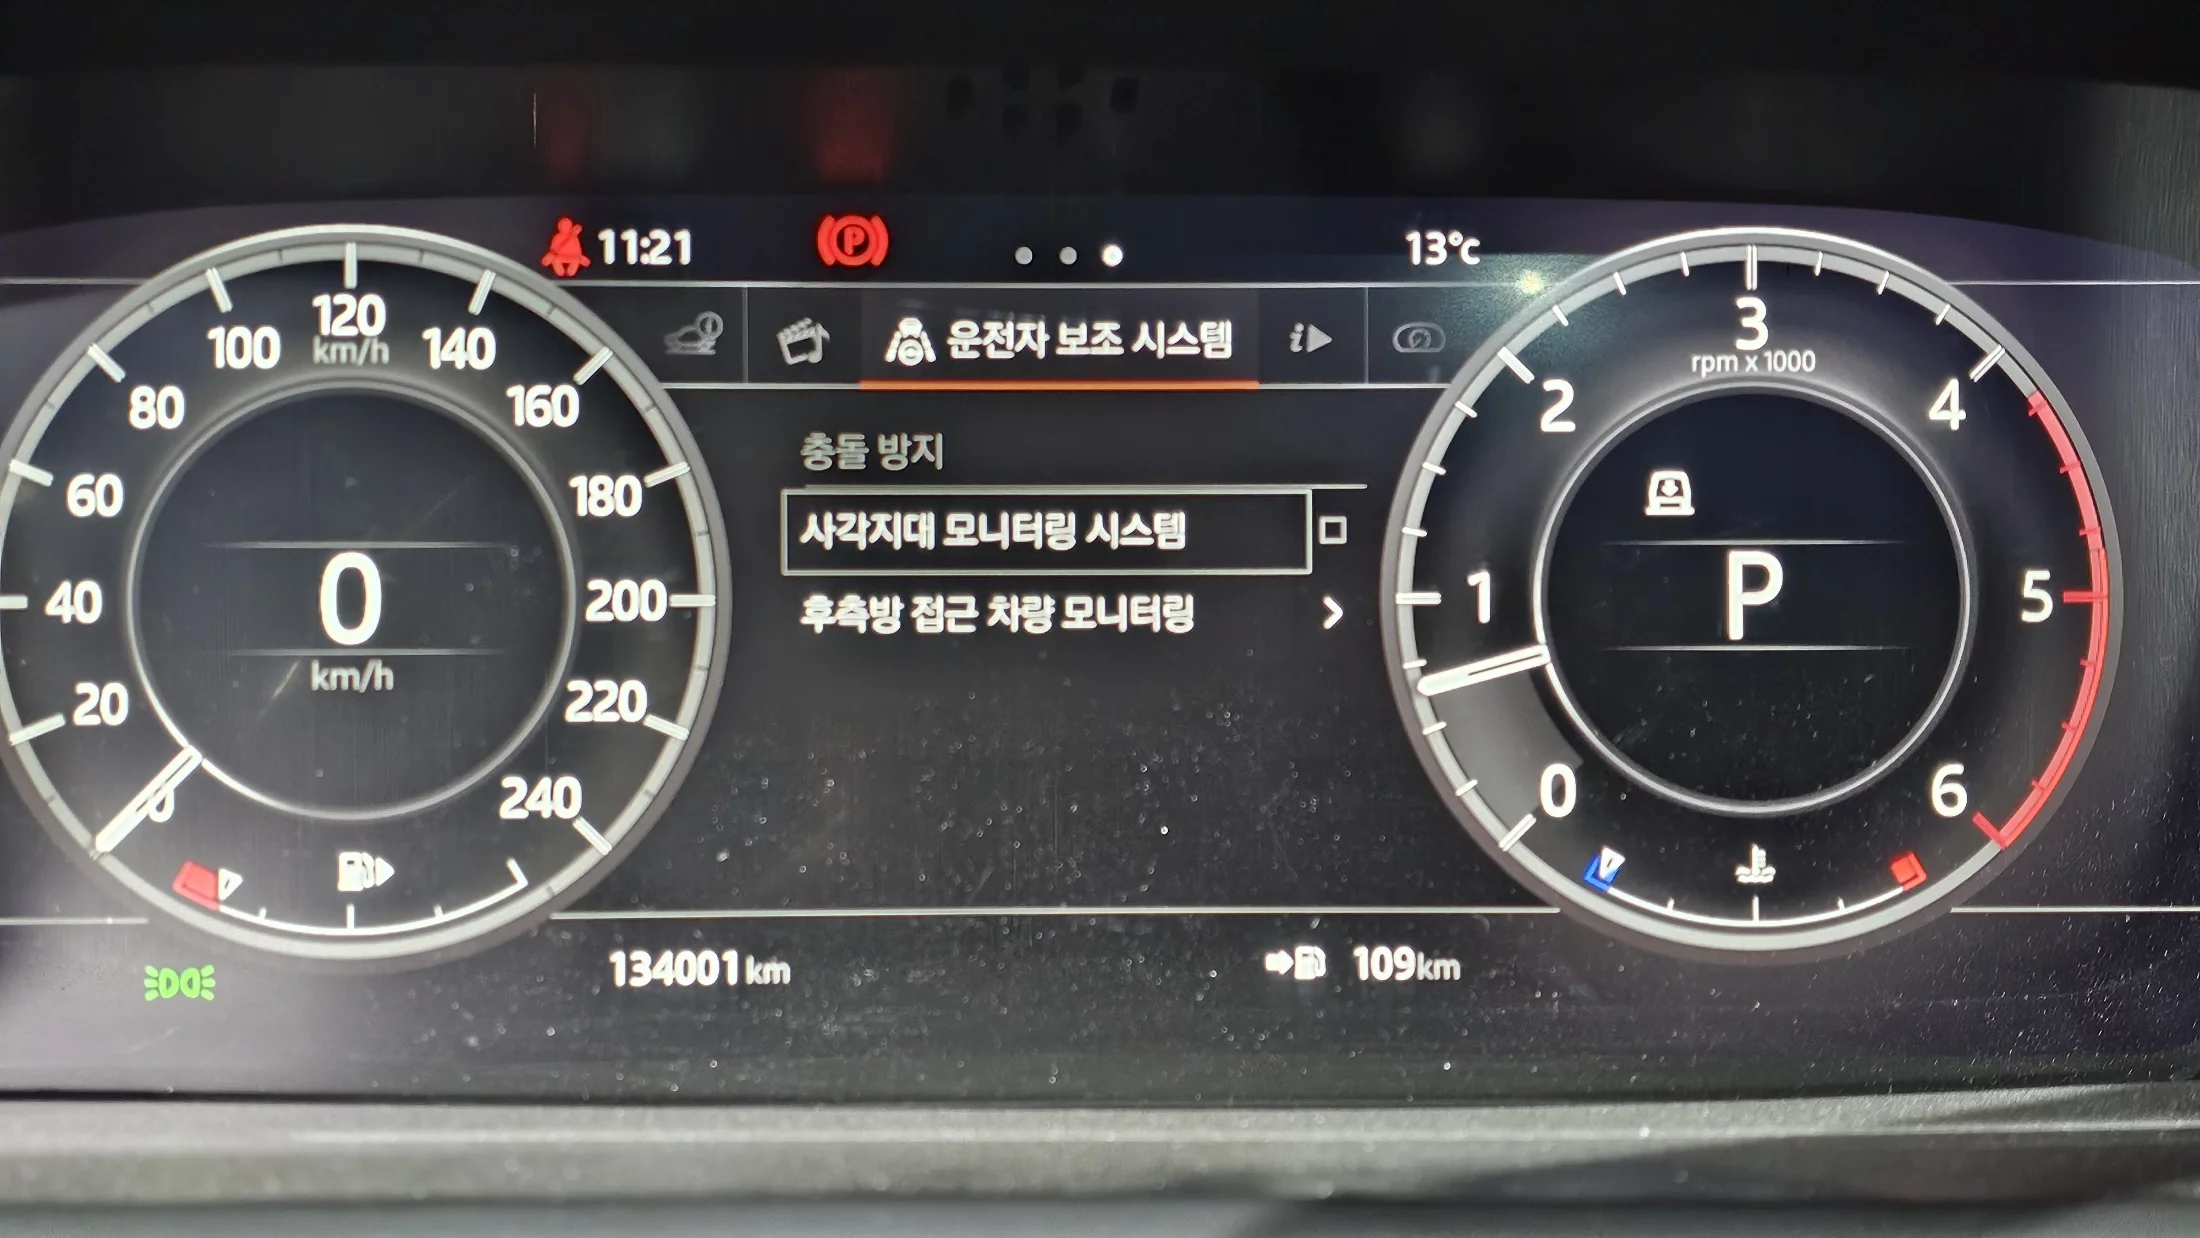 11:21
13°C
운전자 보조 시스템
i
충돌 방지
사각지대 모니터링 시스템
후측방 접근 차량 모니터링
0
20
40
60
80
100
120
km/h
140
160
180
200
220
240
0
km/h
0
1
2
3
rpm x 1000
4
5
6
P
134001 km
109km